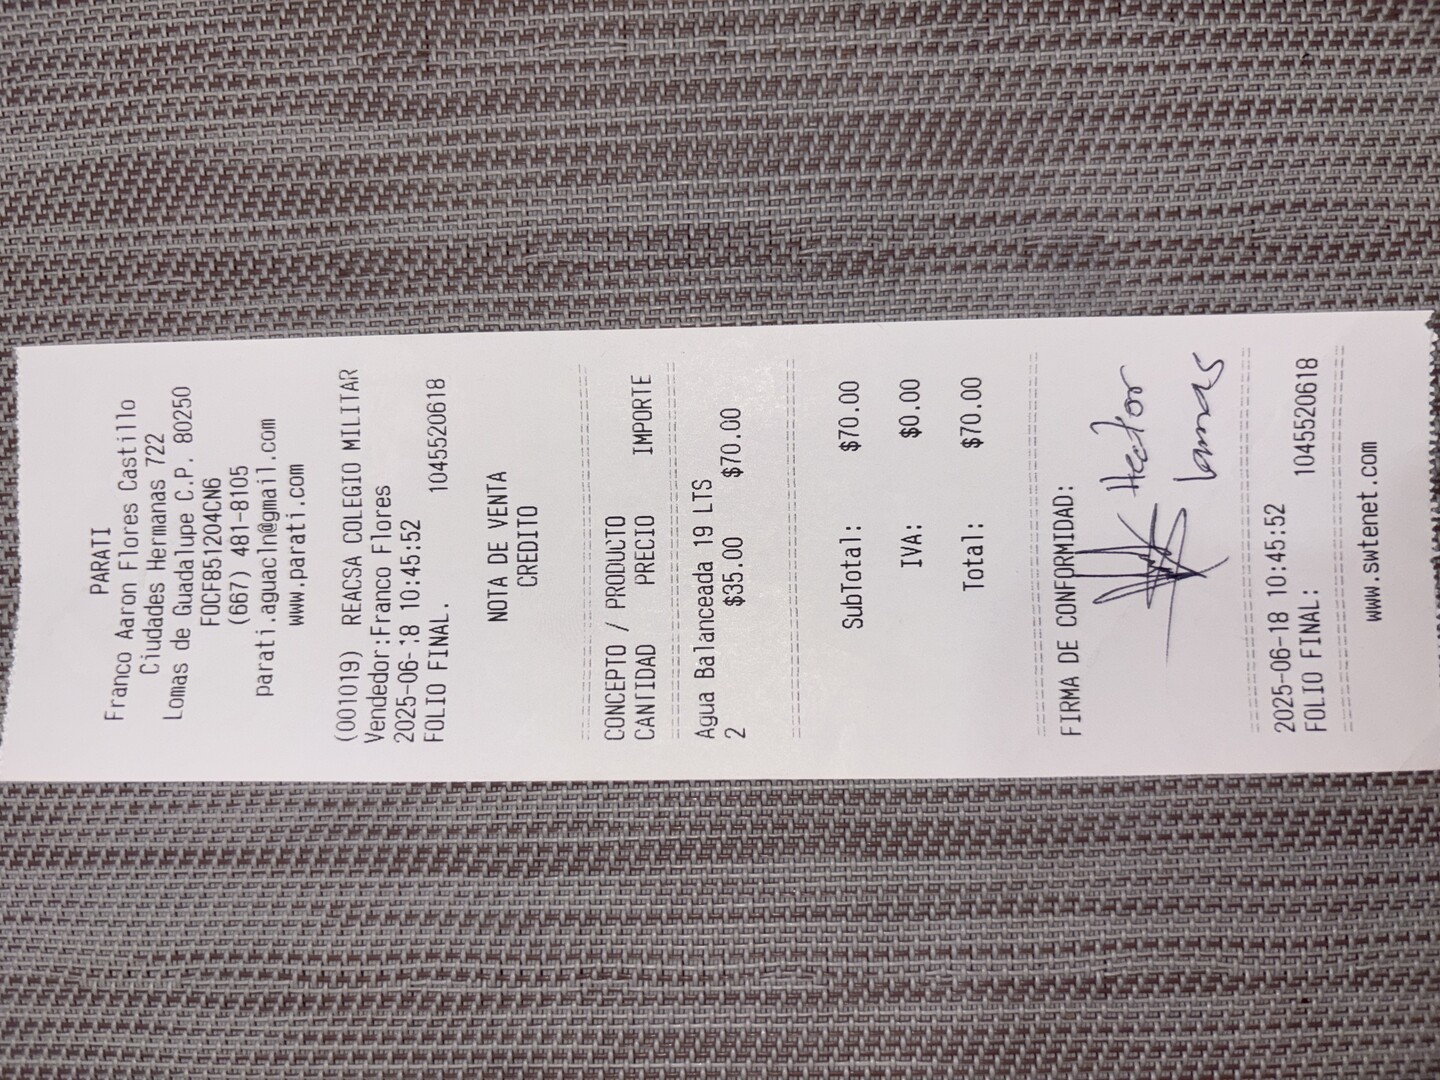 PARATI
Franco Aaron Flores Castillo
Ciudades Hermanas 722
Lomas de Guadalupe C.P. 80250
FOCF851204CN6
(667) 481-8105
parati.aguacln@gmail.com
www.parati.com
(001019) REACSA COLEGIO MILITAR
Vendedor:Franco Flores
2025-06-18 10:45:52
FOLIO FINAL. 1045520618
NOTA DE VENTA
CREDITO
CONCEPTO / PRODUCTO
CANTIDAD PRECIO IMPORTE
Agua Balanceada 19 LTS
2 $35.00 $70.00
SubTotal: $70.00
IVA: $0.00
Total: $70.00
FIRMA DE CONFORMIDAD:
Hector
Lamas
2025-06-18 10:45:52
FOLIO FINAL: 1045520618
www.swtenet.com